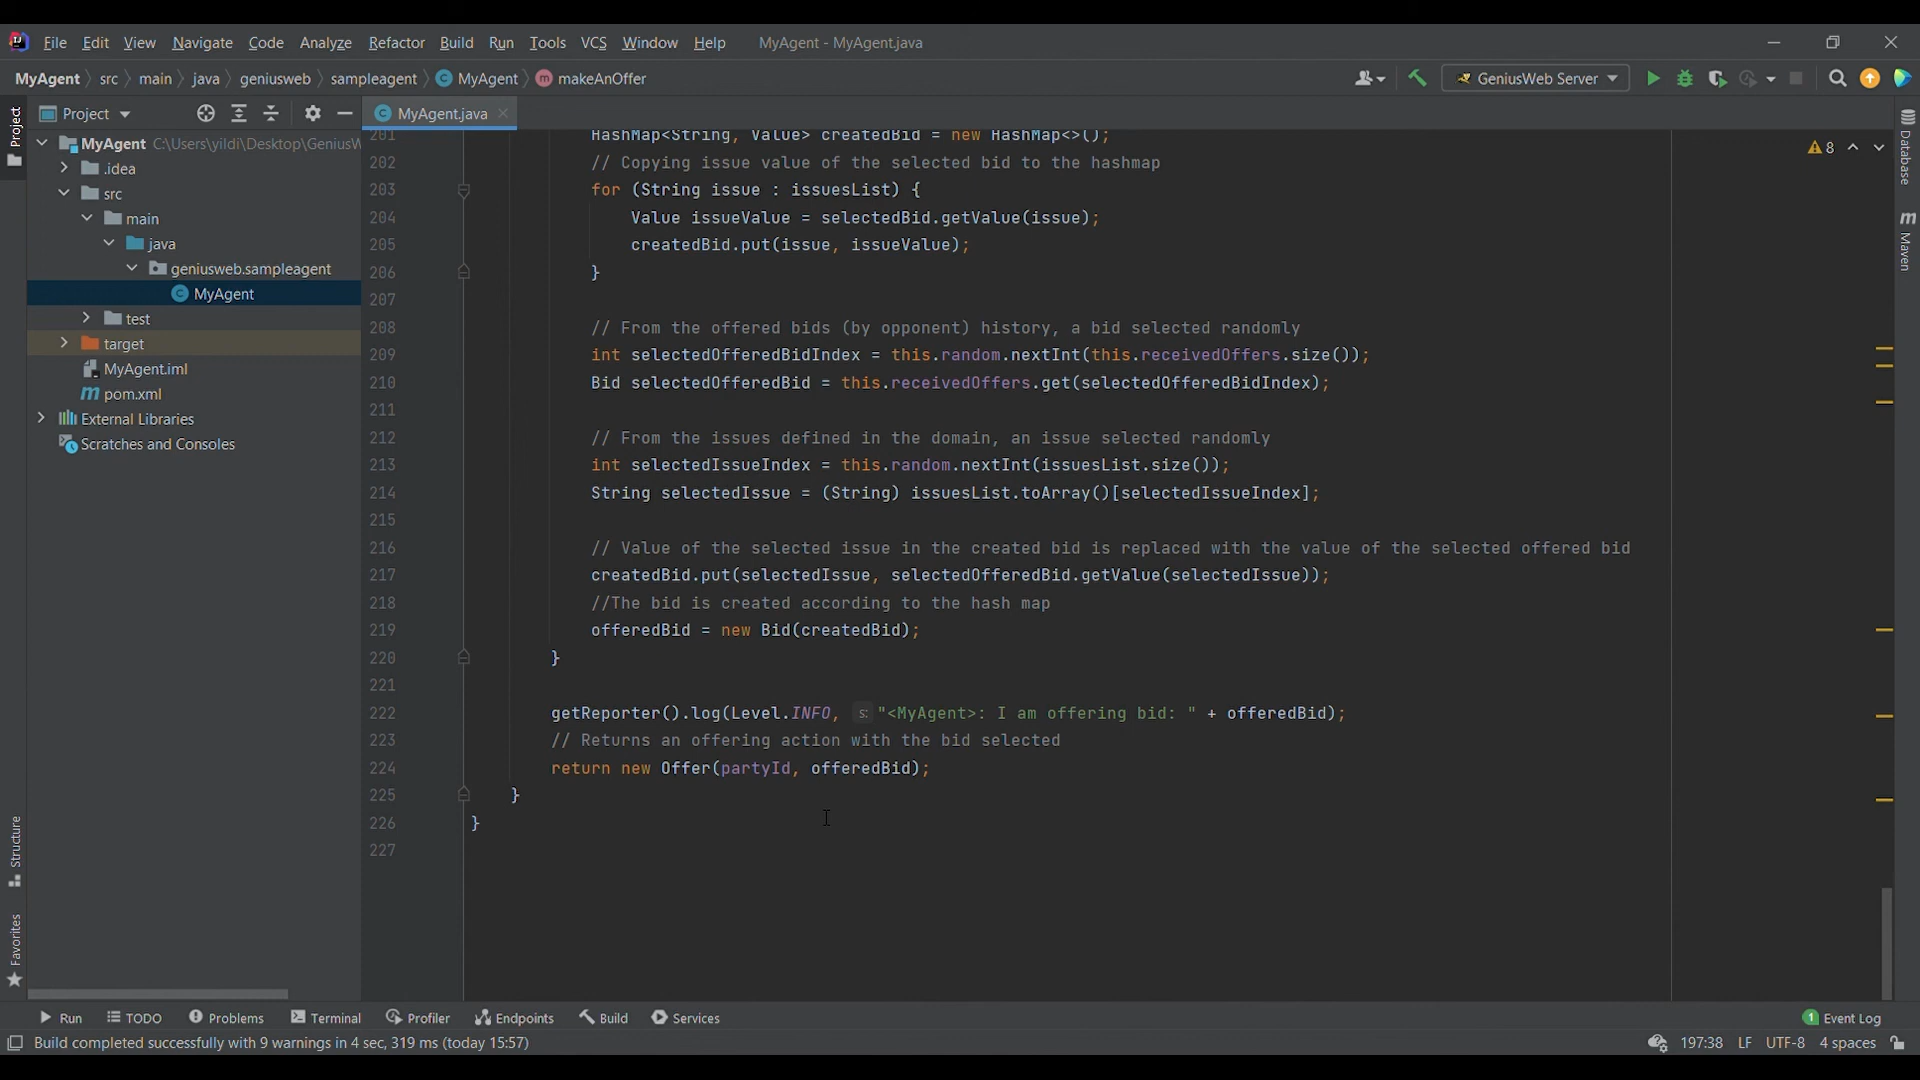 File Edit View Navigate Code Analyze Refactor Build Run Tools VCS Window Help MyAgent - MyAgent.java
MyAgent src main java geniusweb sampleagent MyAgent makeAnOffer GeniusWeb Server
Project
Project
MyAgent.java
MyAgent C:\Users\yildi\Desktop\GeniusW
.idea
src
main
java
geniusweb.sampleagent
MyAgent
test
target
MyAgent.iml
pom.xml
External Libraries
Scratches and Consoles
Structure
Favorites
8
Database
Maven
201 HashMap<String, Value> createdBid = new HashMap<>();
202 // Copying issue value of the selected bid to the hashmap
203 for (String issue : issuesList) {
204 Value issueValue = selectedBid.getValue(issue);
205 createdBid.put(issue, issueValue);
206 }
207
208 // From the offered bids (by opponent) history, a bid selected randomly
209 int selectedOfferedBidIndex = this.random.nextInt(this.receivedOffers.size());
210 Bid selectedOfferedBid = this.receivedOffers.get(selectedOfferedBidIndex);
211
212 // From the issues defined in the domain, an issue selected randomly
213 int selectedIssueIndex = this.random.nextInt(issuesList.size());
214 String selectedIssue = (String) issuesList.toArray()[selectedIssueIndex];
215
216 // Value of the selected issue in the created bid is replaced with the value of the selected offered bid
217 createdBid.put(selectedIssue, selectedOfferedBid.getValue(selectedIssue));
218 //The bid is created according to the hash map
219 offeredBid = new Bid(createdBid);
220 }
221
222 getReporter().log(Level.INFO, s: "<MyAgent>: I am offering bid: " + offeredBid);
223 // Returns an offering action with the bid selected
224 return new Offer(partyId, offeredBid);
225 }
226 }
227
Run TODO Problems Terminal Profiler Endpoints Build Services 1 Event Log
Build completed successfully with 9 warnings in 4 sec, 319 ms (today 15:57) 197:38 LF UTF-8 4 spaces